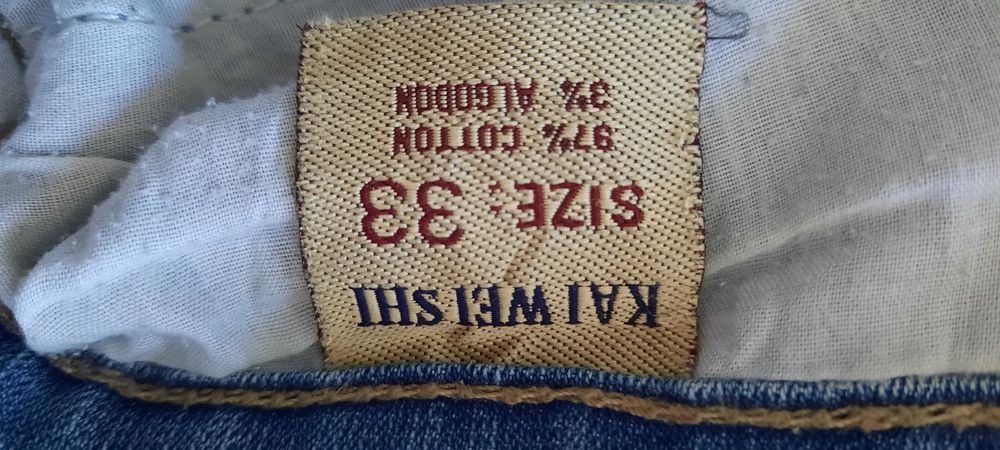 KAI WEI SHI
SIZE: 33
97% COTTON
3% ALGODON